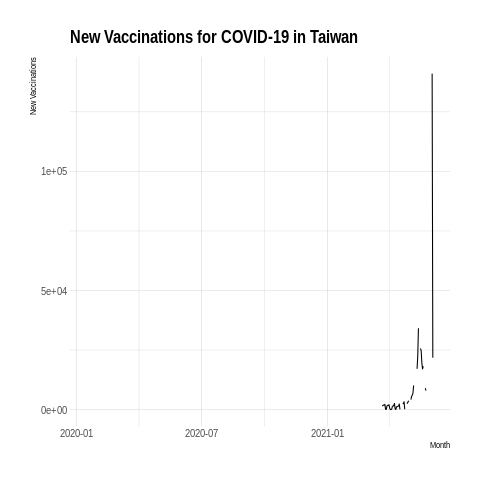 New Vaccinations for COVID-19 in Taiwan
New Vaccinations
1e+05
5e+04
0e+00
2020-01
2020-07
2021-01
Month